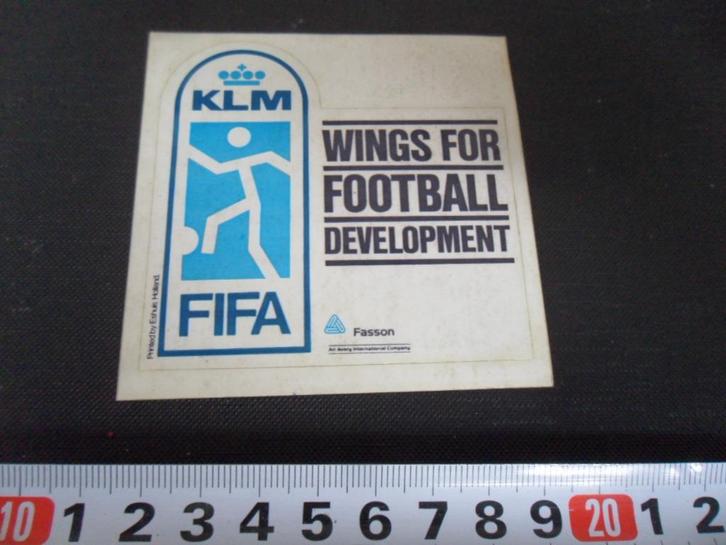 KLM
FIFA
WINGS FOR
FOOTBALL
DEVELOPMENT
Printed by Eshuis Holland.
Fasson
An Avery International Company
10 1 2 3 4 5 6 7 8 9 20 1 2